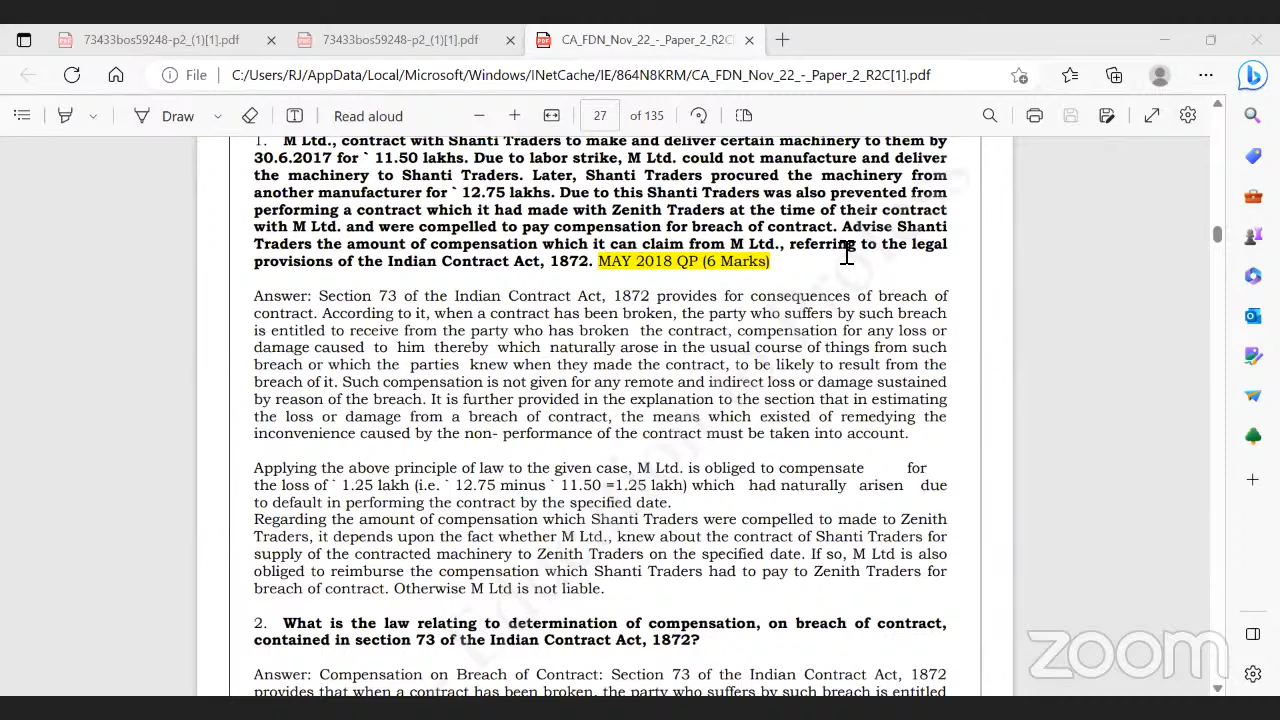 73433bos59248-p2_(1)[1].pdf
73433bos59248-p2_(1)[1].pdf
CA_FDN_Nov_22_-_Paper_2_R2C
File
C:/Users/RJ/AppData/Local/Microsoft/Windows/INetCache/IE/864N8KRM/CA_FDN_Nov_22_-_Paper_2_R2C[1].pdf
Draw
Read aloud
27
of 135
1. M Ltd., contract with Shanti Traders to make and deliver certain machinery to them by
30.6.2017 for ` 11.50 lakhs. Due to labor strike, M Ltd. could not manufacture and deliver
the machinery to Shanti Traders. Later, Shanti Traders procured the machinery from
another manufacturer for ` 12.75 lakhs. Due to this Shanti Traders was also prevented from
performing a contract which it had made with Zenith Traders at the time of their contract
with M Ltd. and were compelled to pay compensation for breach of contract. Advise Shanti
Traders the amount of compensation which it can claim from M Ltd., referring to the legal
provisions of the Indian Contract Act, 1872. MAY 2018 QP (6 Marks)
Answer: Section 73 of the Indian Contract Act, 1872 provides for consequences of breach of
contract. According to it, when a contract has been broken, the party who suffers by such breach
is entitled to receive from the party who has broken the contract, compensation for any loss or
damage caused to him thereby which naturally arose in the usual course of things from such
breach or which the parties knew when they made the contract, to be likely to result from the
breach of it. Such compensation is not given for any remote and indirect loss or damage sustained
by reason of the breach. It is further provided in the explanation to the section that in estimating
the loss or damage from a breach of contract, the means which existed of remedying the
inconvenience caused by the non- performance of the contract must be taken into account.
Applying the above principle of law to the given case, M Ltd. is obliged to compensate for
the loss of ` 1.25 lakh (i.e. ` 12.75 minus ` 11.50 =1.25 lakh) which had naturally arisen due
to default in performing the contract by the specified date.
Regarding the amount of compensation which Shanti Traders were compelled to made to Zenith
Traders, it depends upon the fact whether M Ltd., knew about the contract of Shanti Traders for
supply of the contracted machinery to Zenith Traders on the specified date. If so, M Ltd is also
obliged to reimburse the compensation which Shanti Traders had to pay to Zenith Traders for
breach of contract. Otherwise M Ltd is not liable.
2. What is the law relating to determination of compensation, on breach of contract,
contained in section 73 of the Indian Contract Act, 1872?
Answer: Compensation on Breach of Contract: Section 73 of the Indian Contract Act, 1872
provides that when a contract has been broken, the party who suffers by such breach is entitled
zoom